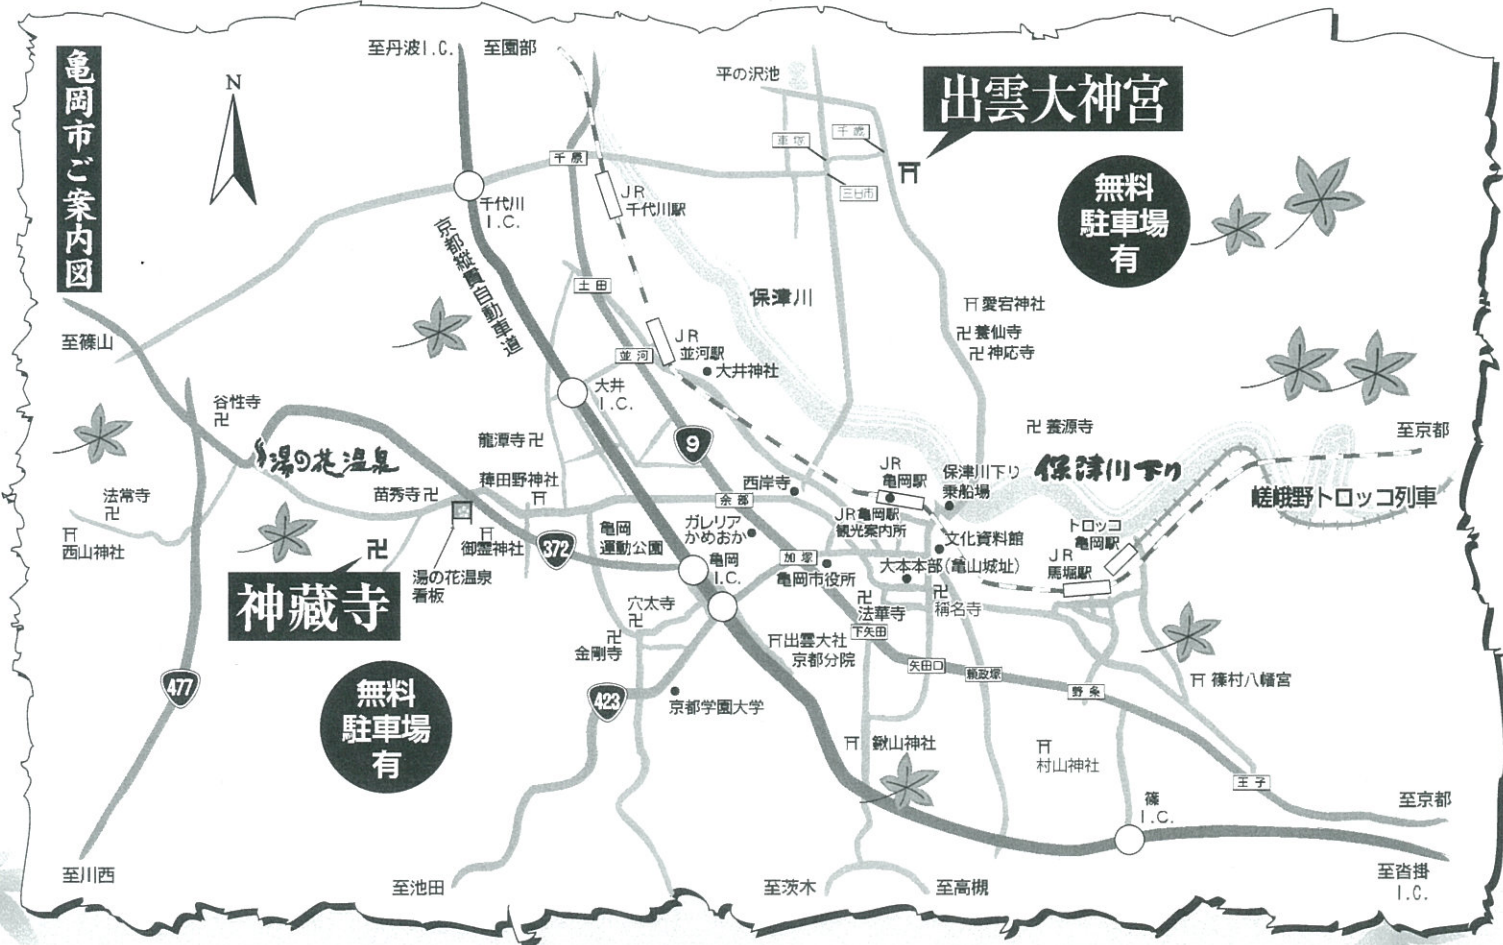 亀岡市ご案内図
N
至丹波I.C.
至園部
平の沢池
出雲大神宮
車塚
千歳
三日市
無料
駐車場
有
千原
JR
千代川駅
千代川
I.C.
京都縦貫自動車道
土田
保津川
愛宕神社
養仙寺
神応寺
至篠山
並河
JR
並河駅
大井神社
大井
I.C.
谷性寺
湯の花温泉
龍潭寺
9
養源寺
至京都
保津川下り
嵯峨野トロッコ列車
法常寺
西山神社
苗秀寺
薭田野神社
余部
西岸寺
JR
亀岡駅
保津川下り
乗船場
JR亀岡駅
観光案内所
トロッコ
亀岡駅
JR
馬堀駅
御霊神社
372
亀岡
運動公園
ガレリア
かめおか
加塚
亀岡市役所
文化資料館
大本本部(亀山城址)
亀岡
I.C.
湯の花温泉
看板
神藏寺
穴太寺
金剛寺
法華寺
稱名寺
下矢田
出雲大社
京都分院
矢田口
頼政塚
野条
篠村八幡宮
477
無料
駐車場
有
423
京都学園大学
鍬山神社
村山神社
王子
至京都
篠
I.C.
至川西
至池田
至茨木
至高槻
至沓掛
I.C.